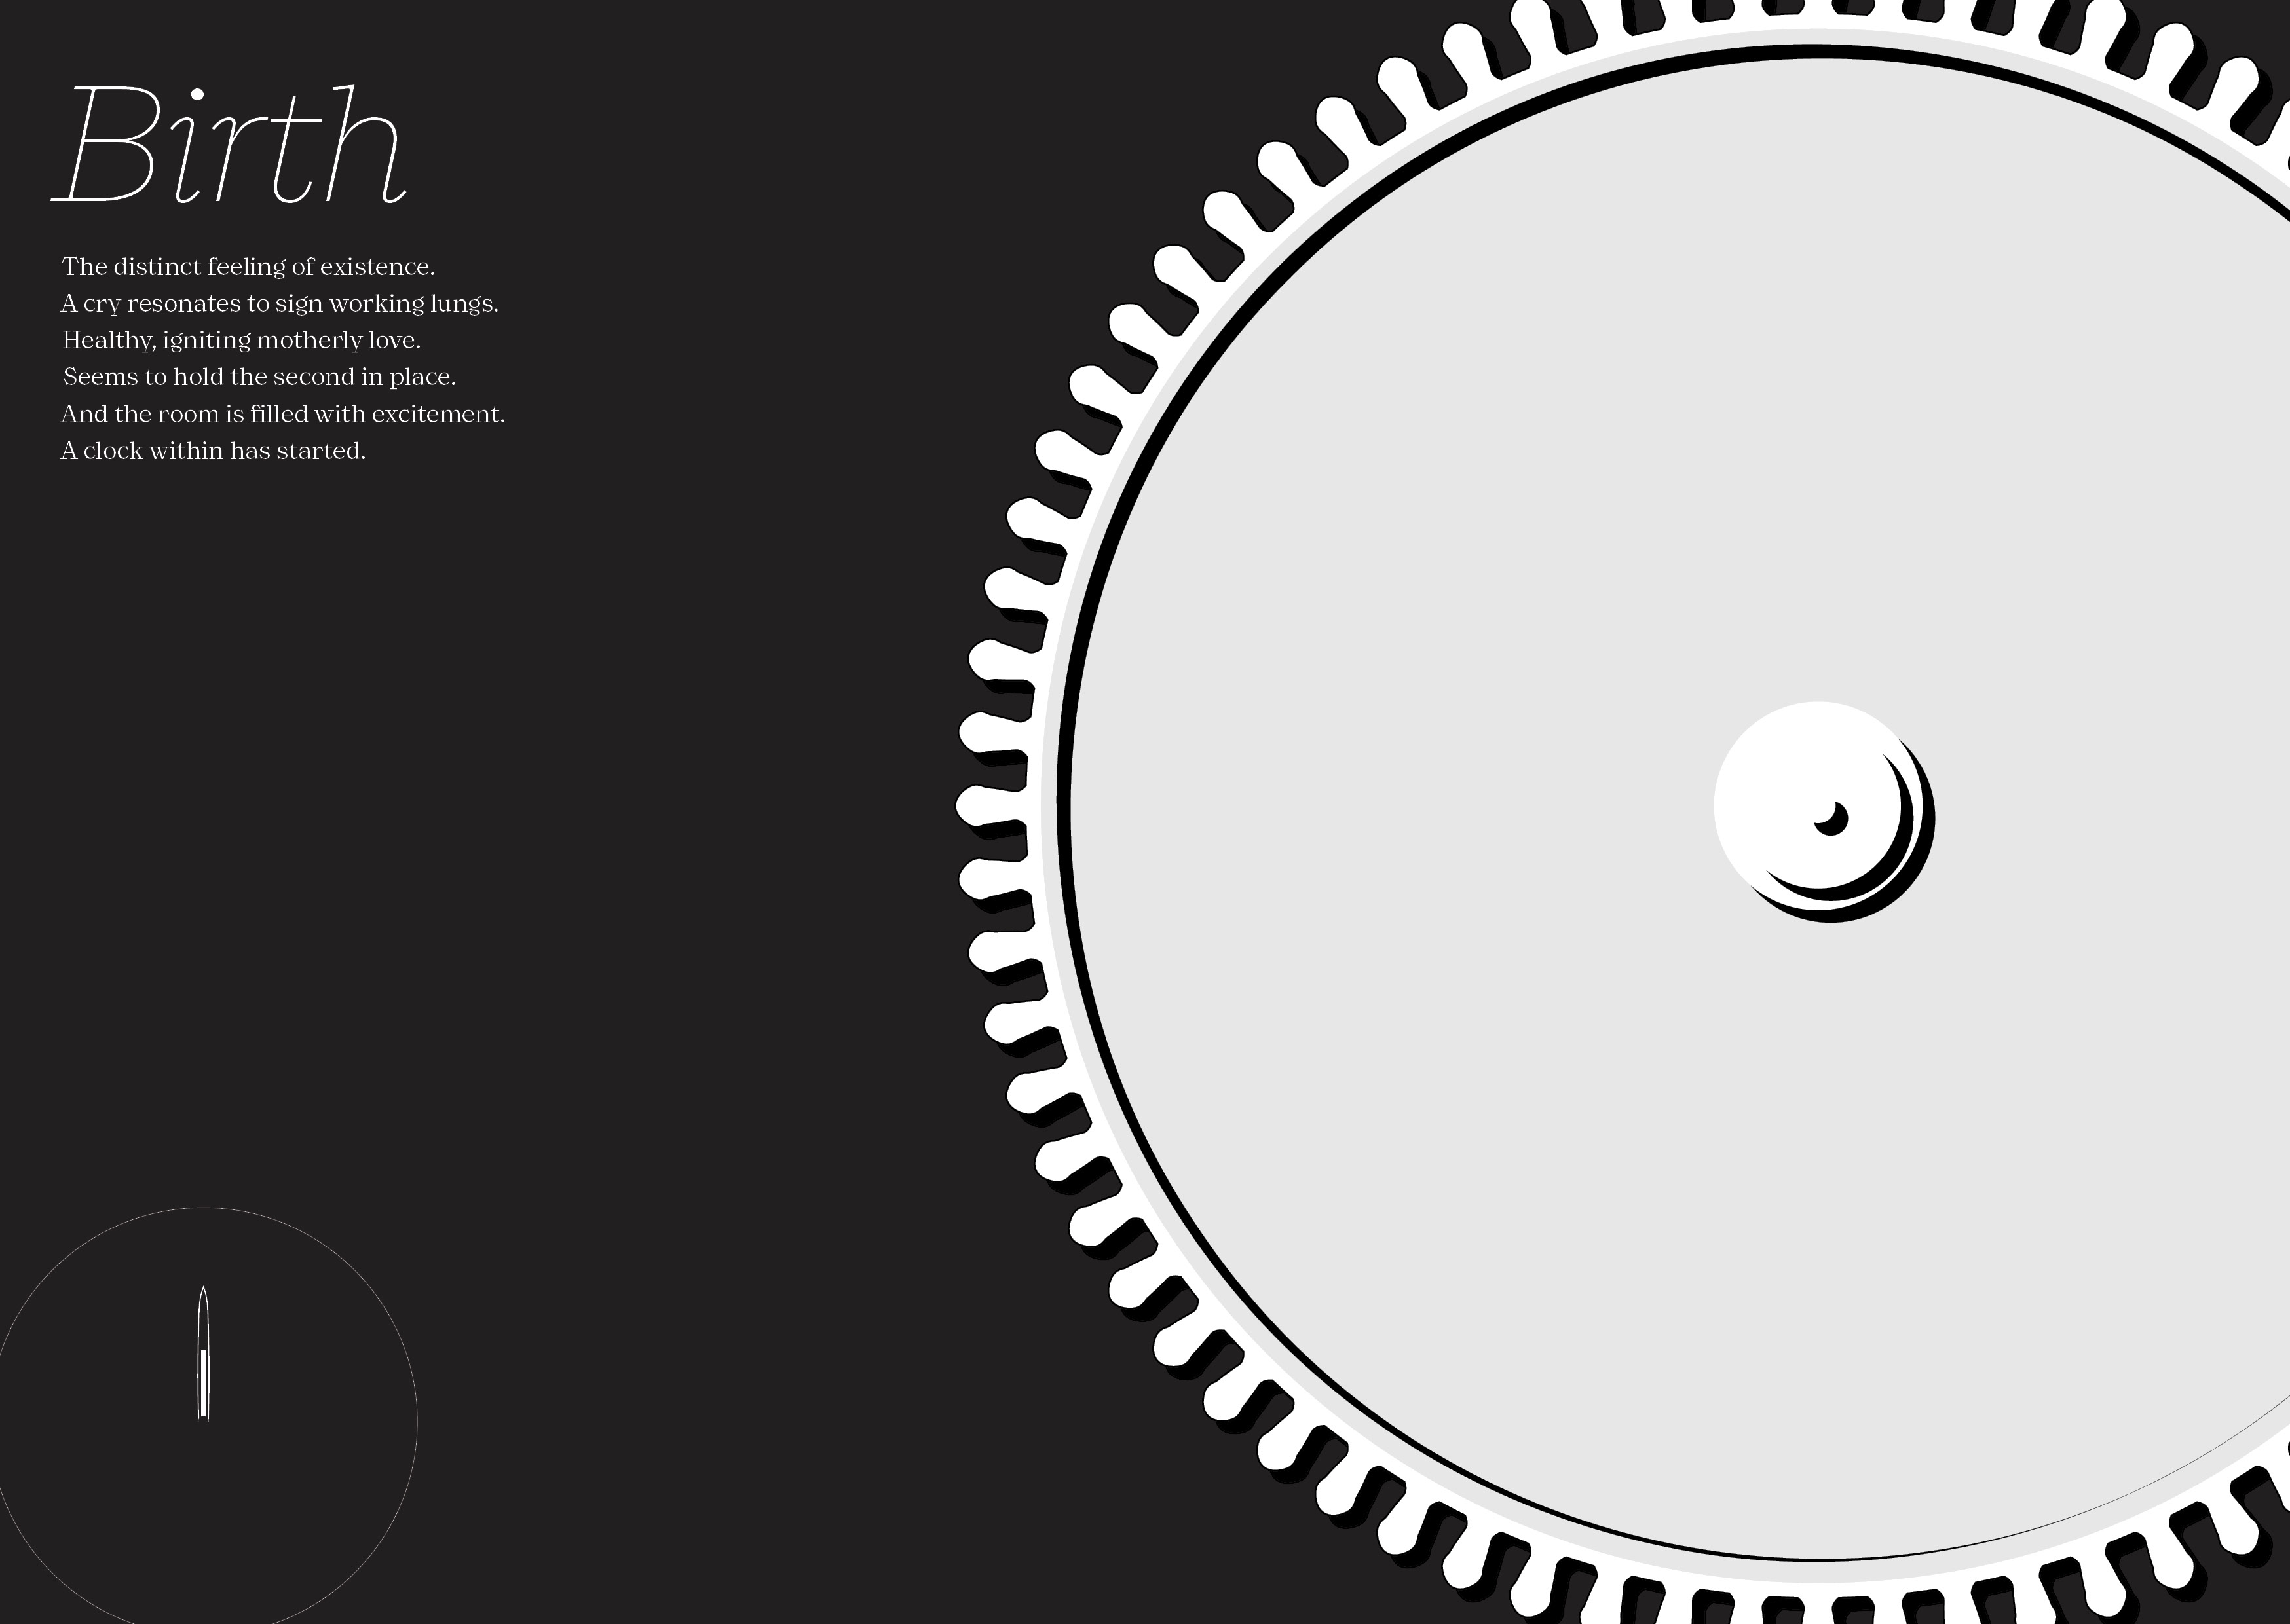 Birth
The distinct feeling of existence.
A cry resonates to sign working lungs.
Healthy, igniting motherly love.
Seems to hold the second in place.
And the room is filled with excitement.
A clock within has started.